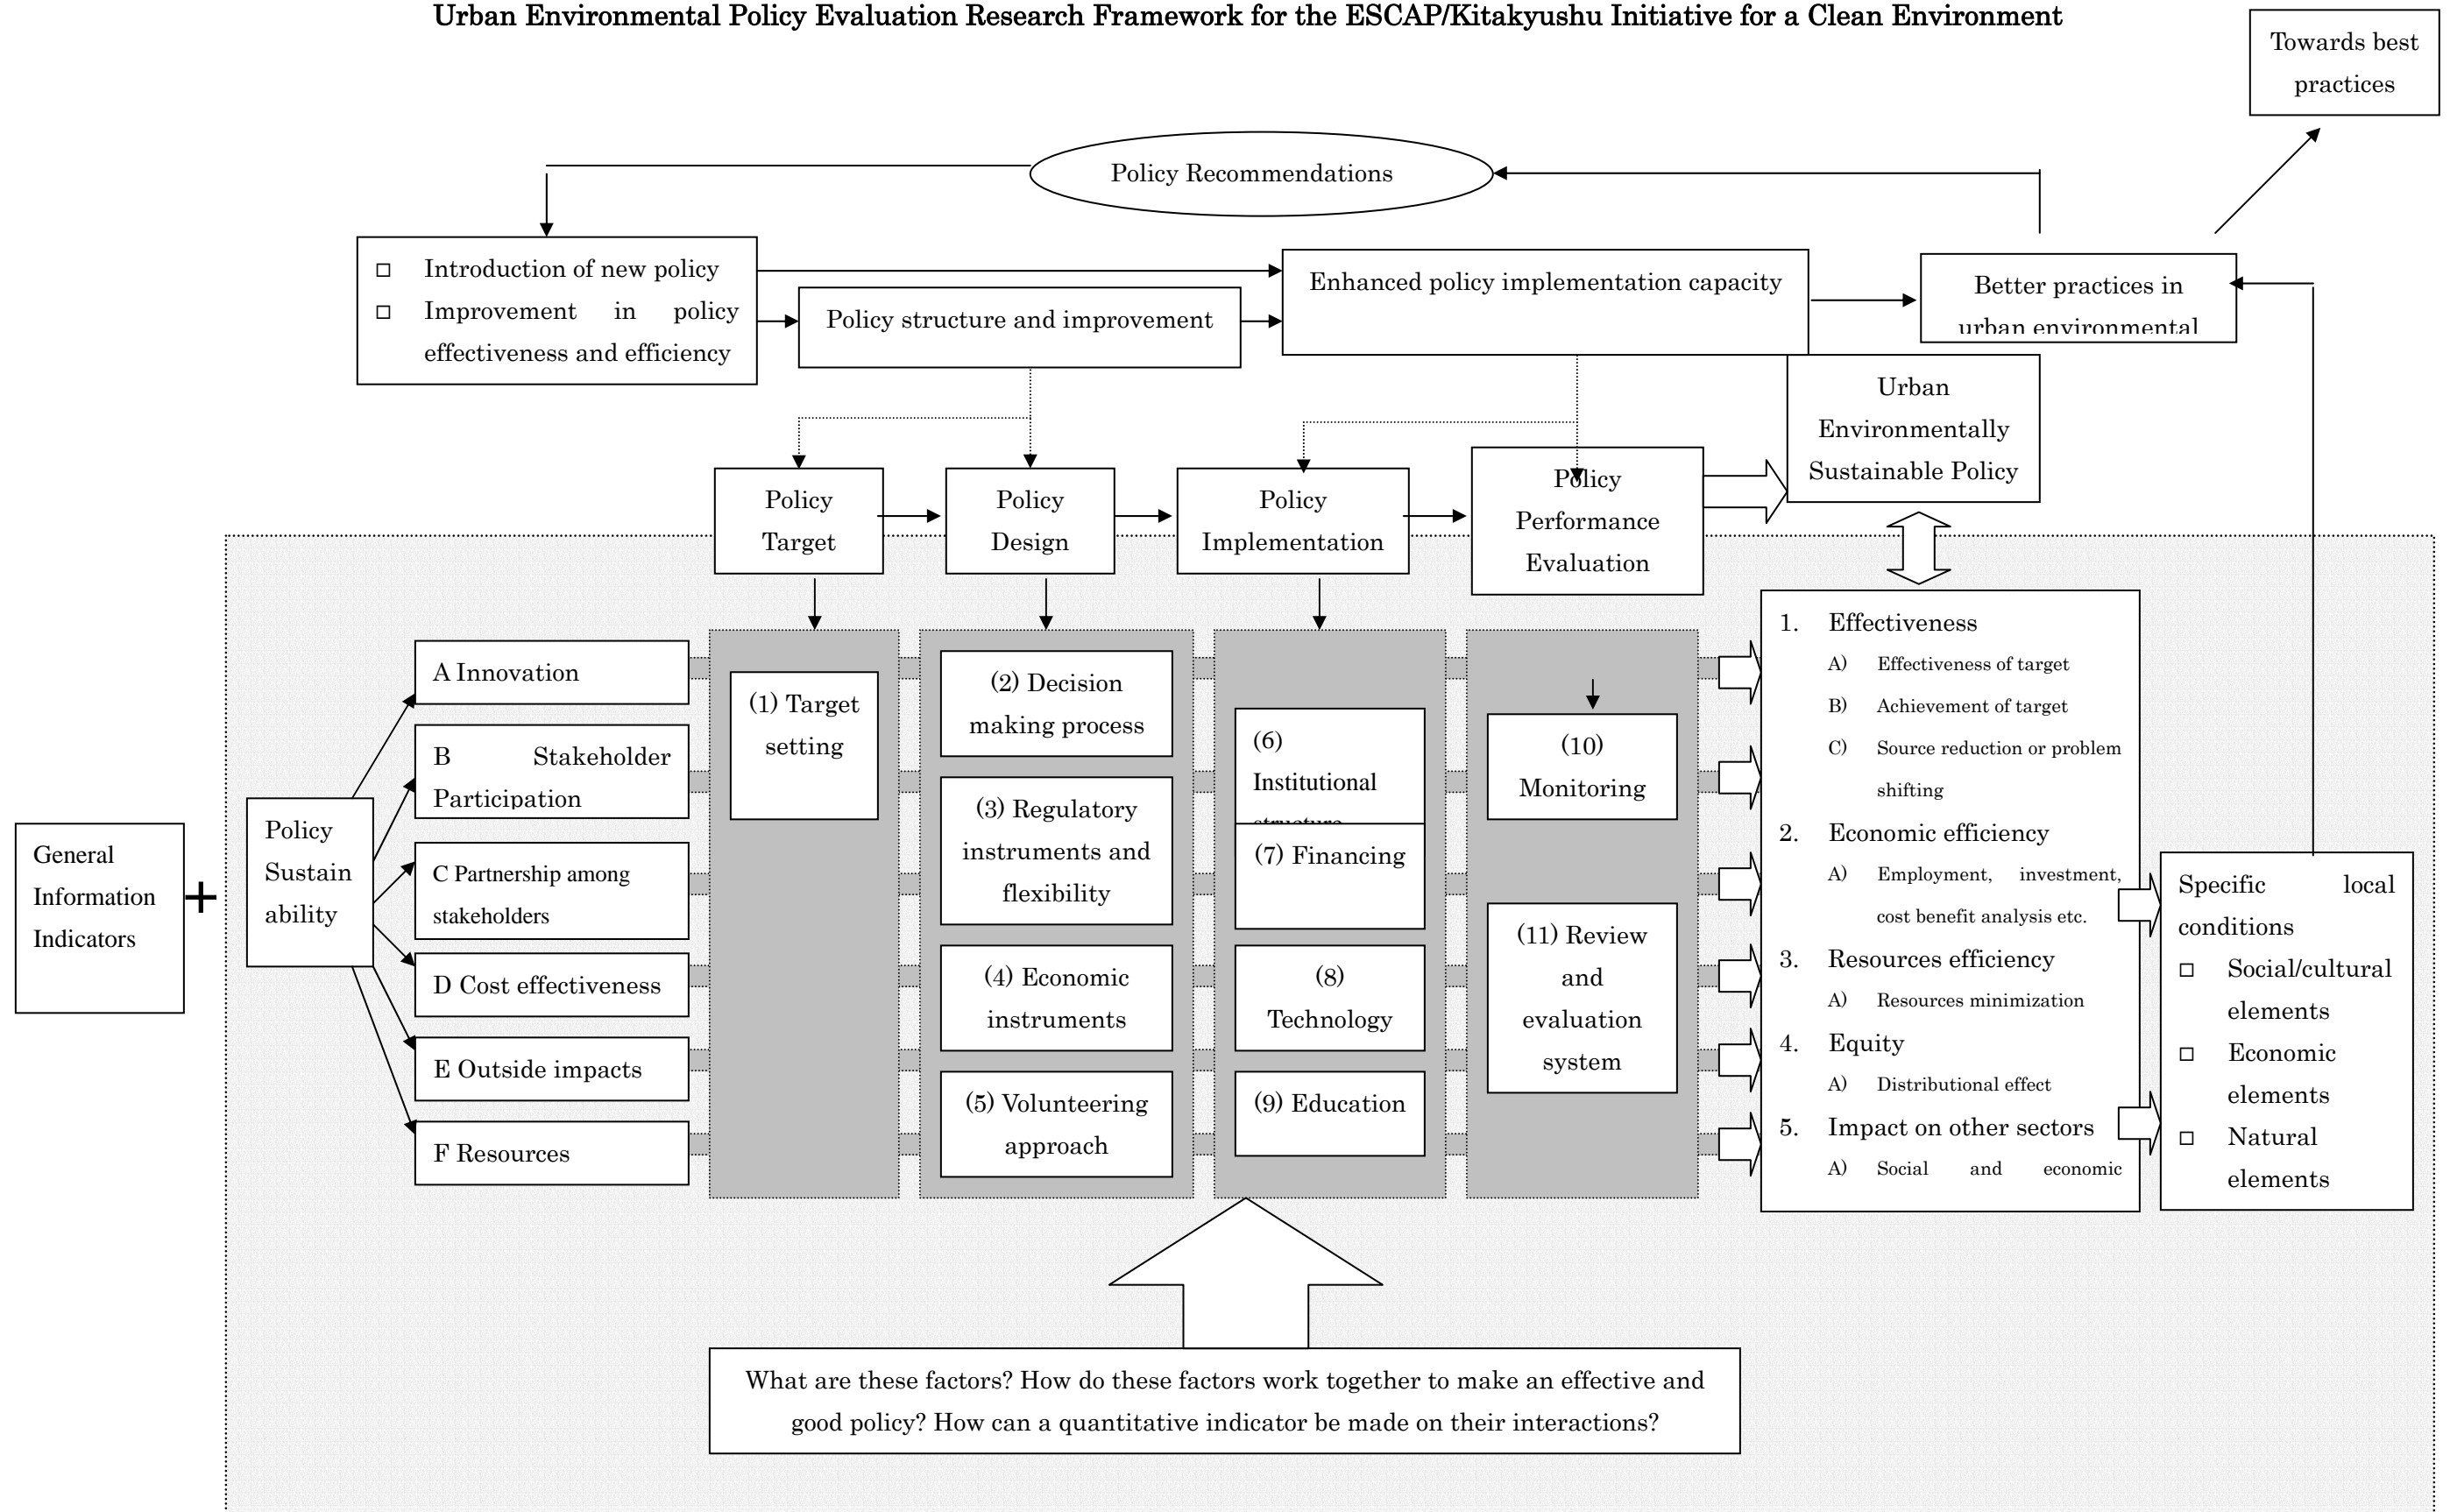 Urban Environmental Policy Evaluation Research Framework for the ESCAP/Kitakyushu Initiative for a Clean Environment
Towards best
practices
Policy Recommendations
□ Introduction of new policy
□ Improvement in policy
effectiveness and efficiency
Policy structure and improvement
Enhanced policy implementation capacity
Better practices in
urban environmental
Urban
Environmentally
Sustainable Policy
Policy
Target
Policy
Design
Policy
Implementation
Policy
Performance
Evaluation
General
Information
Indicators
+
Policy
Sustain
ability
A Innovation
B Stakeholder
Participation
C Partnership among
stakeholders
D Cost effectiveness
E Outside impacts
F Resources
(1) Target
setting
(2) Decision
making process
(3) Regulatory
instruments and
flexibility
(4) Economic
instruments
(5) Volunteering
approach
(6)
Institutional
structure
(7) Financing
(8)
Technology
(9) Education
(10)
Monitoring
(11) Review
and
evaluation
system
1. Effectiveness
A) Effectiveness of target
B) Achievement of target
C) Source reduction or problem
shifting
2. Economic efficiency
A) Employment, investment,
cost benefit analysis etc.
3. Resources efficiency
A) Resources minimization
4. Equity
A) Distributional effect
5. Impact on other sectors
A) Social and economic
Specific local
conditions
□ Social/cultural
elements
□ Economic
elements
□ Natural
elements
What are these factors? How do these factors work together to make an effective and
good policy? How can a quantitative indicator be made on their interactions?